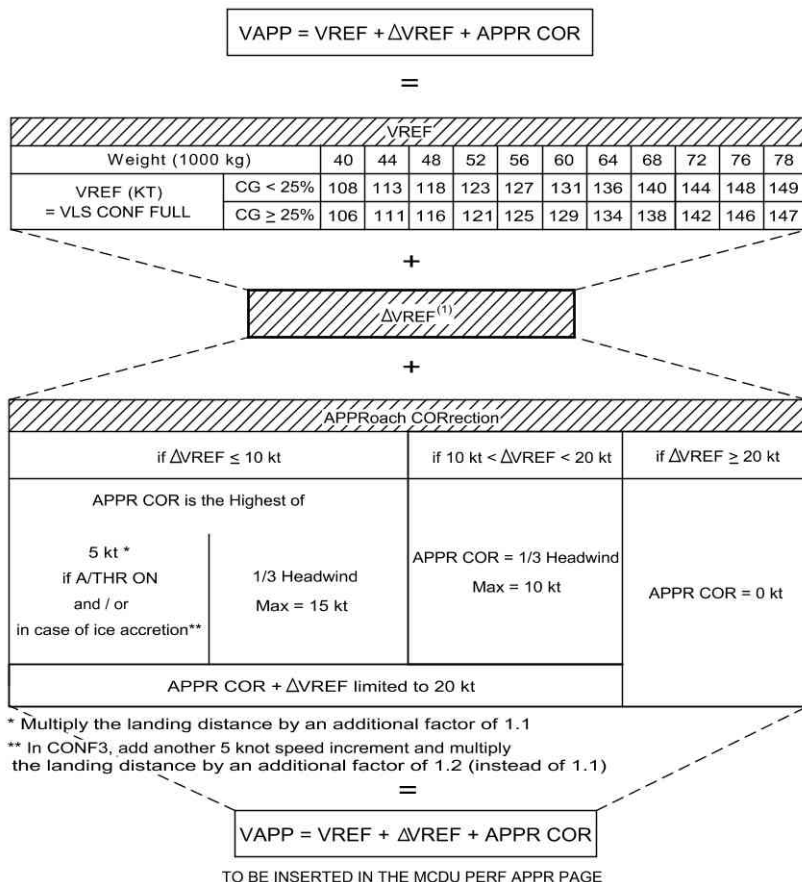 VAPP = VREF + ΔVREF + APPR COR
=
VREF
Weight (1000 kg) 40 44 48 52 56 60 64 68 72 76 78
VREF (KT) = VLS CONF FULL
CG < 25% 108 113 118 123 127 131 136 140 144 148 149
CG ≥ 25% 106 111 116 121 125 129 134 138 142 146 147
+
ΔVREF(1)
+
APPRoach CORrection
if ΔVREF ≤ 10 kt
if 10 kt < ΔVREF < 20 kt
if ΔVREF ≥ 20 kt
APPR COR is the Highest of
5 kt *
if A/THR ON
and / or
in case of ice accretion**
1/3 Headwind
Max = 15 kt
APPR COR = 1/3 Headwind
Max = 10 kt
APPR COR = 0 kt
APPR COR + ΔVREF limited to 20 kt
* Multiply the landing distance by an additional factor of 1.1
** In CONF3, add another 5 knot speed increment and multiply
the landing distance by an additional factor of 1.2 (instead of 1.1)
=
VAPP = VREF + ΔVREF + APPR COR
TO BE INSERTED IN THE MCDU PERF APPR PAGE